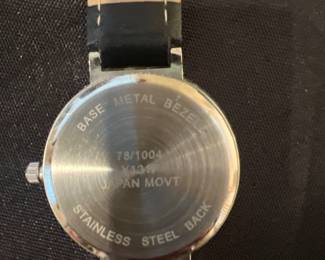 BASE METAL BEZEL
78/1004
JAPAN MOVT
STAINLESS STEEL BACK